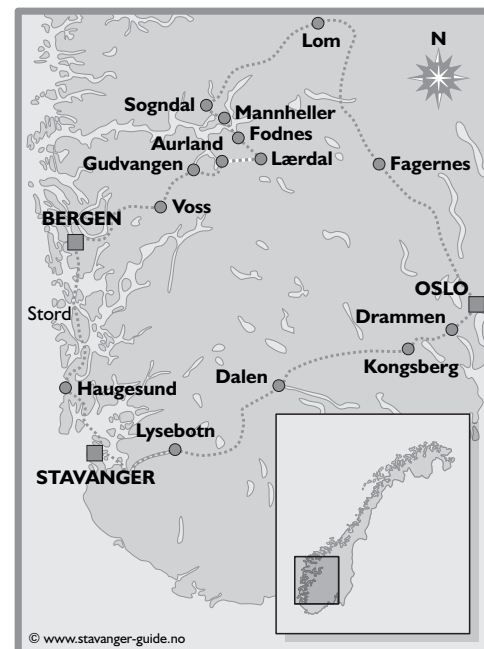 Lom
N
Sogndal
Mannheller
Fodnes
Aurland
Lærdal
Gudvangen
Fagernes
Voss
BERGEN
OSLO
Stord
Drammen
Kongsberg
Dalen
Haugesund
Lysebotn
STAVANGER
© www.stavanger-guide.no